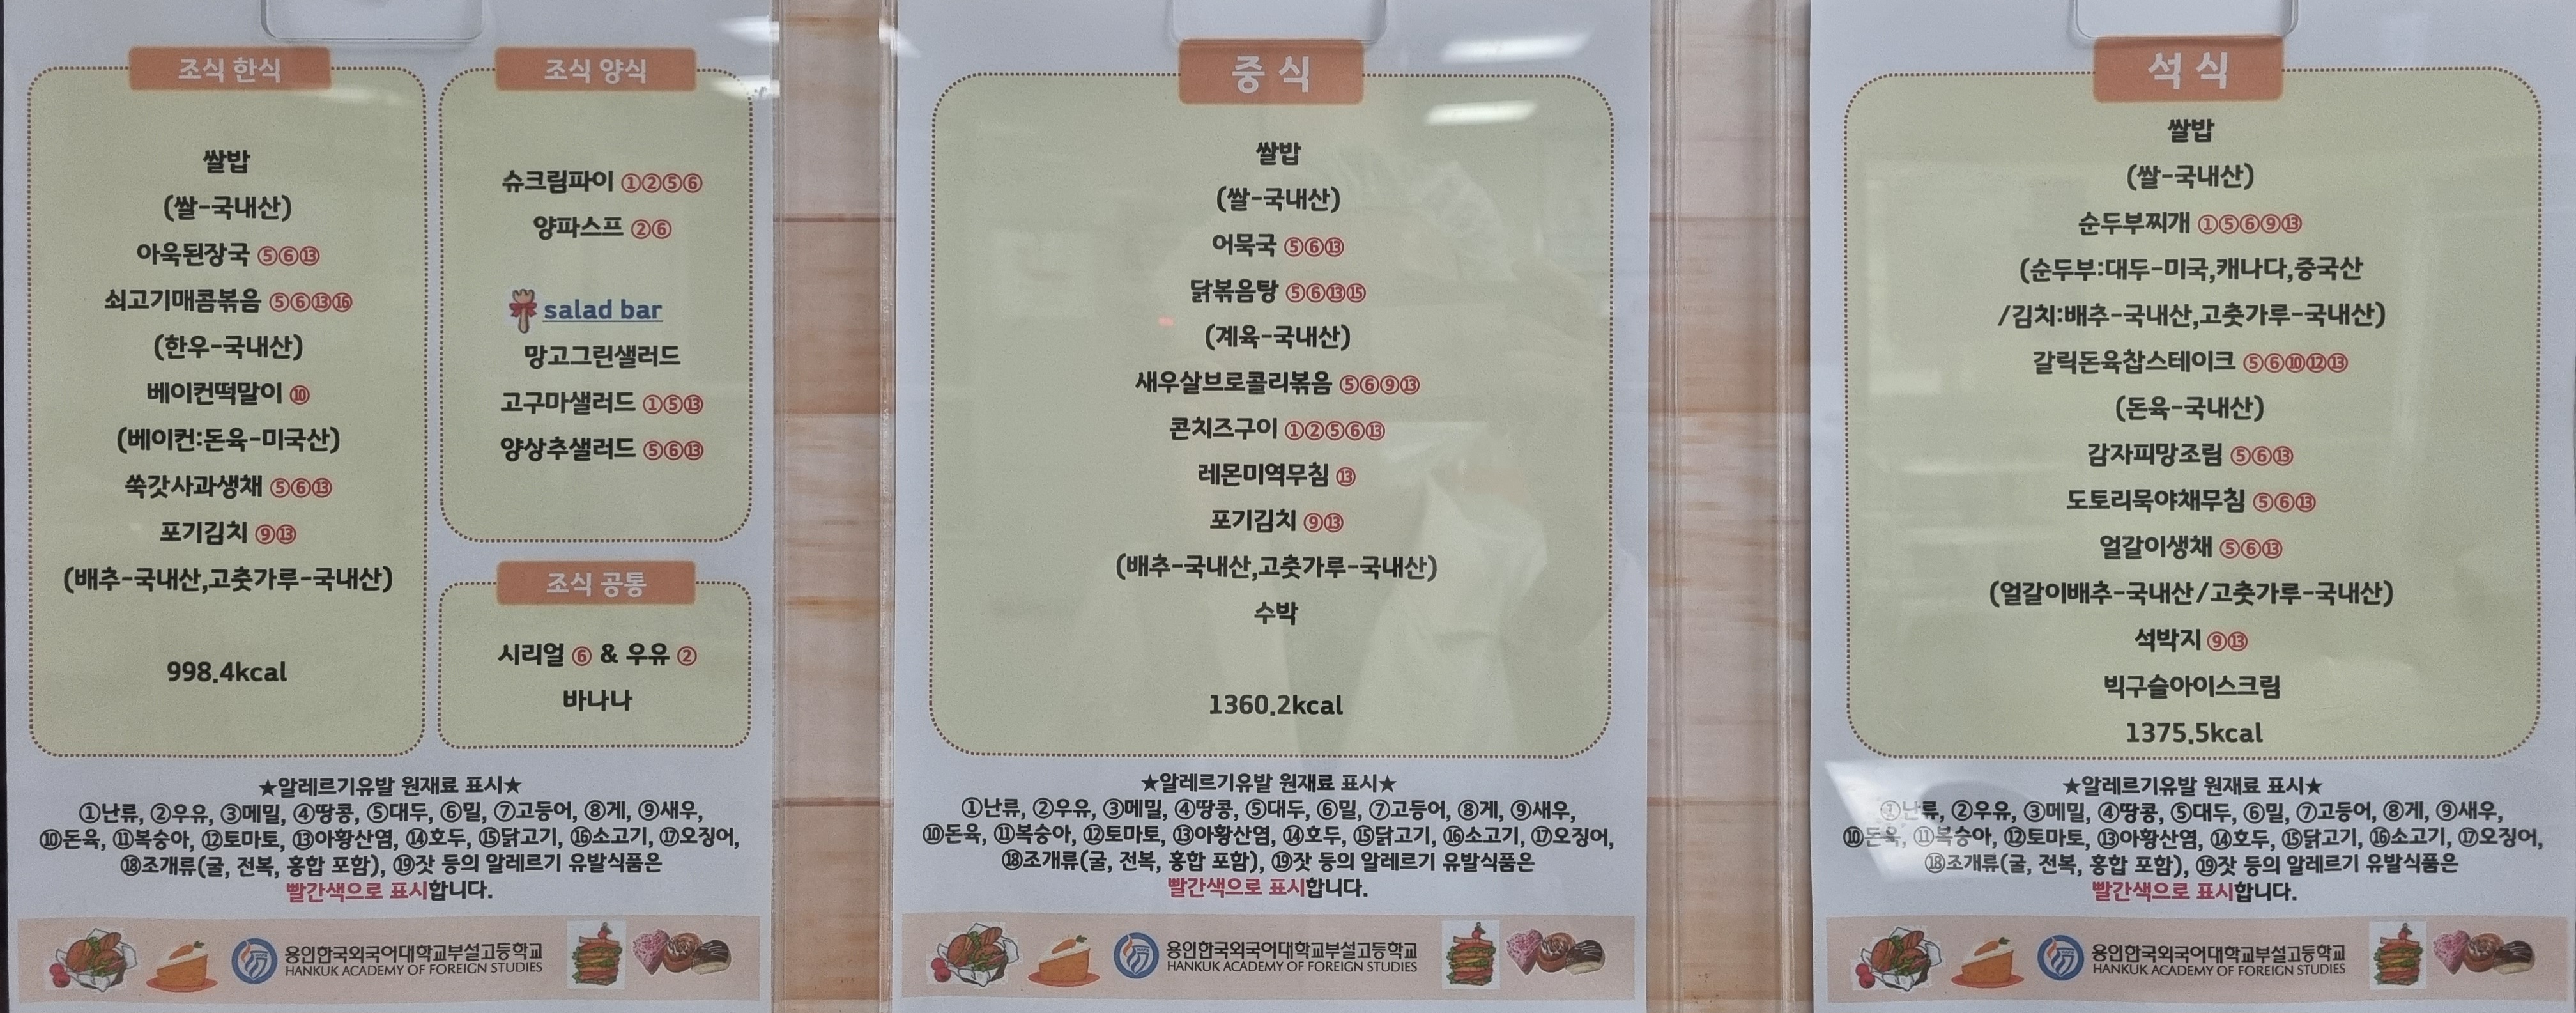 조식 한식
쌀밥
(쌀-국내산)
아욱된장국 ⑤⑥⑬
쇠고기매콤볶음 ⑤⑥⑬⑯
(한우-국내산)
베이컨떡말이 ⑩
(베이컨:돈육-미국산)
쑥갓사과생채 ⑤⑥⑬
포기김치 ⑨⑬
(배추-국내산,고춧가루-국내산)
998.4kcal
조식 양식
슈크림파이 ①②⑤⑥
양파스프 ②⑥
salad bar
망고그린샐러드
고구마샐러드 ①⑤⑬
양상추샐러드 ⑤⑥⑬
조식 공통
시리얼 ⑥ & 우유 ②
바나나
★알레르기유발 원재료 표시★
①난류, ②우유, ③메밀, ④땅콩, ⑤대두, ⑥밀, ⑦고등어, ⑧게, ⑨새우,
⑩돈육, ⑪복숭아, ⑫토마토, ⑬아황산염, ⑭호두, ⑮닭고기, ⑯소고기, ⑰오징어,
⑱조개류(굴, 전복, 홍합 포함), ⑲잣 등의 알레르기 유발식품은
빨간색으로 표시합니다.
용인한국외국어대학교부설고등학교
HANKUK ACADEMY OF FOREIGN STUDIES
중 식
쌀밥
(쌀-국내산)
어묵국 ⑤⑥⑬
닭볶음탕 ⑤⑥⑬⑮
(계육-국내산)
새우살브로콜리볶음 ⑤⑥⑨⑬
콘치즈구이 ①②⑤⑥⑬
레몬미역무침 ⑬
포기김치 ⑨⑬
(배추-국내산,고춧가루-국내산)
수박
1360.2kcal
★알레르기유발 원재료 표시★
①난류, ②우유, ③메밀, ④땅콩, ⑤대두, ⑥밀, ⑦고등어, ⑧게, ⑨새우,
⑩돈육, ⑪복숭아, ⑫토마토, ⑬아황산염, ⑭호두, ⑮닭고기, ⑯소고기, ⑰오징어,
⑱조개류(굴, 전복, 홍합 포함), ⑲잣 등의 알레르기 유발식품은
빨간색으로 표시합니다.
용인한국외국어대학교부설고등학교
HANKUK ACADEMY OF FOREIGN STUDIES
석 식
쌀밥
(쌀-국내산)
순두부찌개 ①⑤⑥⑨⑬
(순두부:대두-미국,캐나다,중국산
/김치:배추-국내산,고춧가루-국내산)
갈릭돈육찹스테이크 ⑤⑥⑩⑫⑬
(돈육-국내산)
감자피망조림 ⑤⑥⑬
도토리묵야채무침 ⑤⑥⑬
얼갈이생채 ⑤⑥⑬
(얼갈이배추-국내산/고춧가루-국내산)
석박지 ⑨⑬
빅구슬아이스크림
1375.5kcal
★알레르기유발 원재료 표시★
①난류, ②우유, ③메밀, ④땅콩, ⑤대두, ⑥밀, ⑦고등어, ⑧게, ⑨새우,
⑩돈육, ⑪복숭아, ⑫토마토, ⑬아황산염, ⑭호두, ⑮닭고기, ⑯소고기, ⑰오징어,
⑱조개류(굴, 전복, 홍합 포함), ⑲잣 등의 알레르기 유발식품은
빨간색으로 표시합니다.
용인한국외국어대학교부설고등학교
HANKUK ACADEMY OF FOREIGN STUDIES